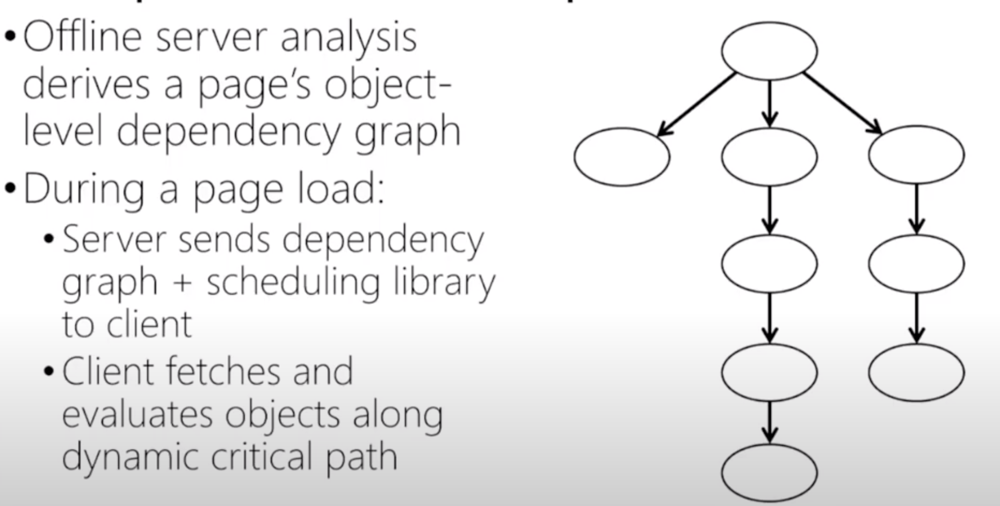 • Offline server analysis
derives a page’s object-
level dependency graph
• During a page load:
• Server sends dependency
graph + scheduling library
to client
• Client fetches and
evaluates objects along
dynamic critical path